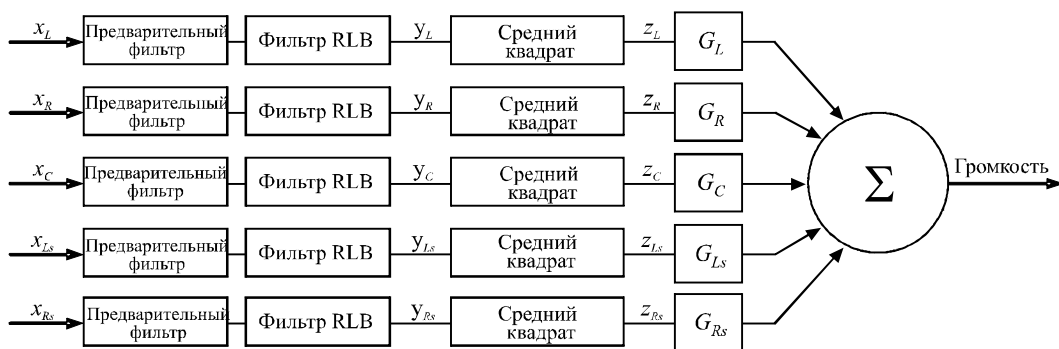 x_L Предварительный фильтр Фильтр RLB y_L Средний квадрат z_L G_L
x_R Предварительный фильтр Фильтр RLB y_R Средний квадрат z_R G_R
x_C Предварительный фильтр Фильтр RLB y_C Средний квадрат z_C G_C
Σ
Громкость
x_Ls Предварительный фильтр Фильтр RLB y_Ls Средний квадрат z_Ls G_Ls
x_Rs Предварительный фильтр Фильтр RLB y_Rs Средний квадрат z_Rs G_Rs